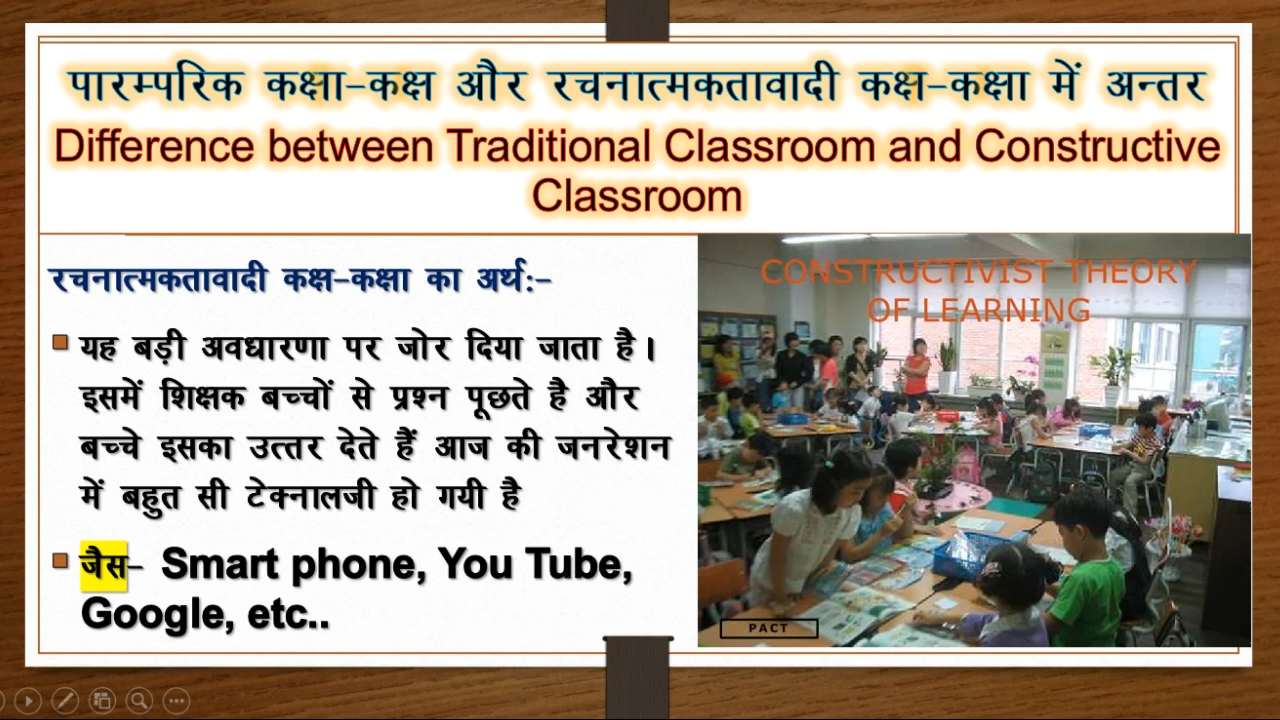 पारम्परिक कक्षा-कक्ष और रचनात्मकतावादी कक्ष-कक्षा में अन्तर
Difference between Traditional Classroom and Constructive
Classroom
रचनात्मकतावादी कक्ष-कक्षा का अर्थ:-
यह बड़ी अवधारणा पर जोर दिया जाता है।
इसमें शिक्षक बच्चों से प्रश्न पूछते है और
बच्चे इसका उत्तर देते हैं आज की जनरेशन
में बहुत सी टेक्नालजी हो गयी है
जैस- Smart phone, You Tube,
Google, etc..
CONSTRUCTIVIST THEORY
OF LEARNING
PACT